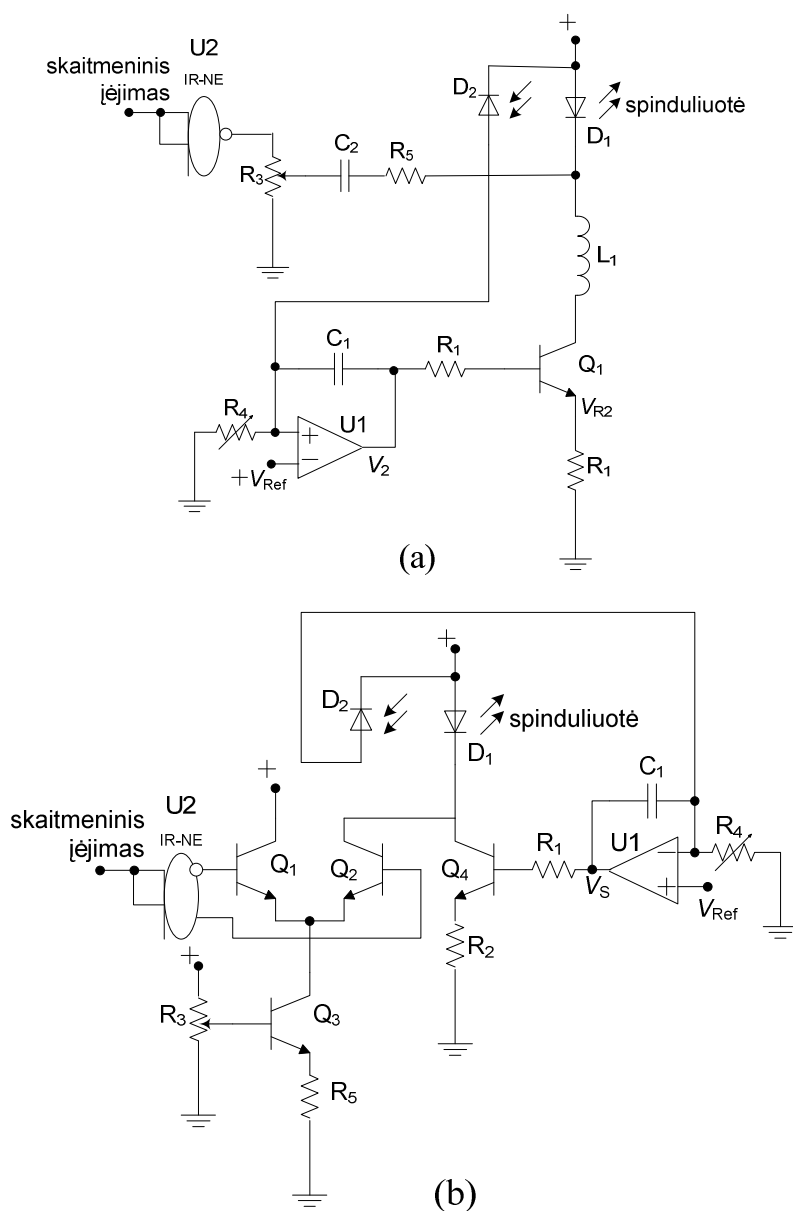 +
U2
skaitmeninis
įėjimas
IR-NE
D2
spinduliuotė
D1
C2
R5
R3
L1
C1
R1
Q1
R4
U1
VR2
+
−
V2
+VRef
R1
(a)
+
D2
spinduliuotė
D1
+
C1
skaitmeninis
įėjimas
U2
IR-NE
Q1
Q2
Q4
R1
U1
R4
−
+
VS
VRef
R2
+
R3
Q3
R5
(b)